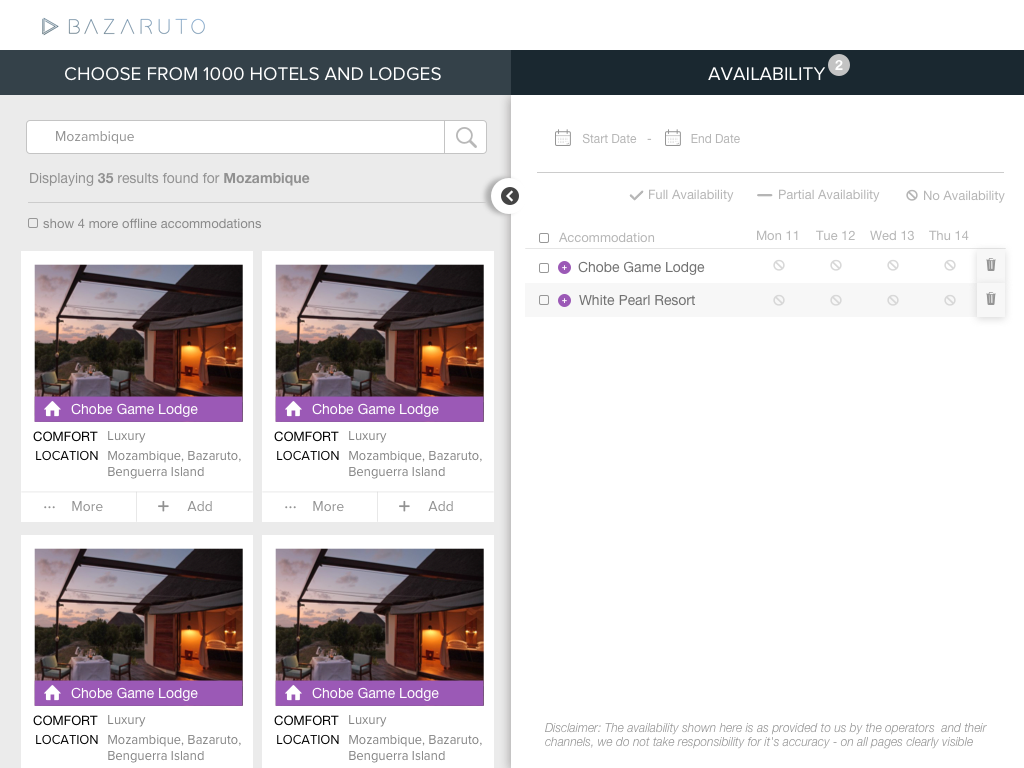 BAZARUTO
CHOOSE FROM 1000 HOTELS AND LODGES
Mozambique
Displaying 35 results found for Mozambique
show 4 more offline accommodations
Chobe Game Lodge
COMFORT Luxury
LOCATION Mozambique, Bazaruto,
Benguerra Island
... More + Add
Chobe Game Lodge
COMFORT Luxury
LOCATION Mozambique, Bazaruto,
Benguerra Island
... More + Add
Chobe Game Lodge
COMFORT Luxury
LOCATION Mozambique, Bazaruto,
Benguerra Island
Chobe Game Lodge
COMFORT Luxury
LOCATION Mozambique, Bazaruto,
Benguerra Island
AVAILABILITY 2
Start Date - End Date
Full Availability Partial Availability No Availability
Accommodation Mon 11 Tue 12 Wed 13 Thu 14
Chobe Game Lodge
White Pearl Resort
Disclaimer: The availability shown here is as provided to us by the operators and their
channels, we do not take responsibility for it's accuracy - on all pages clearly visible